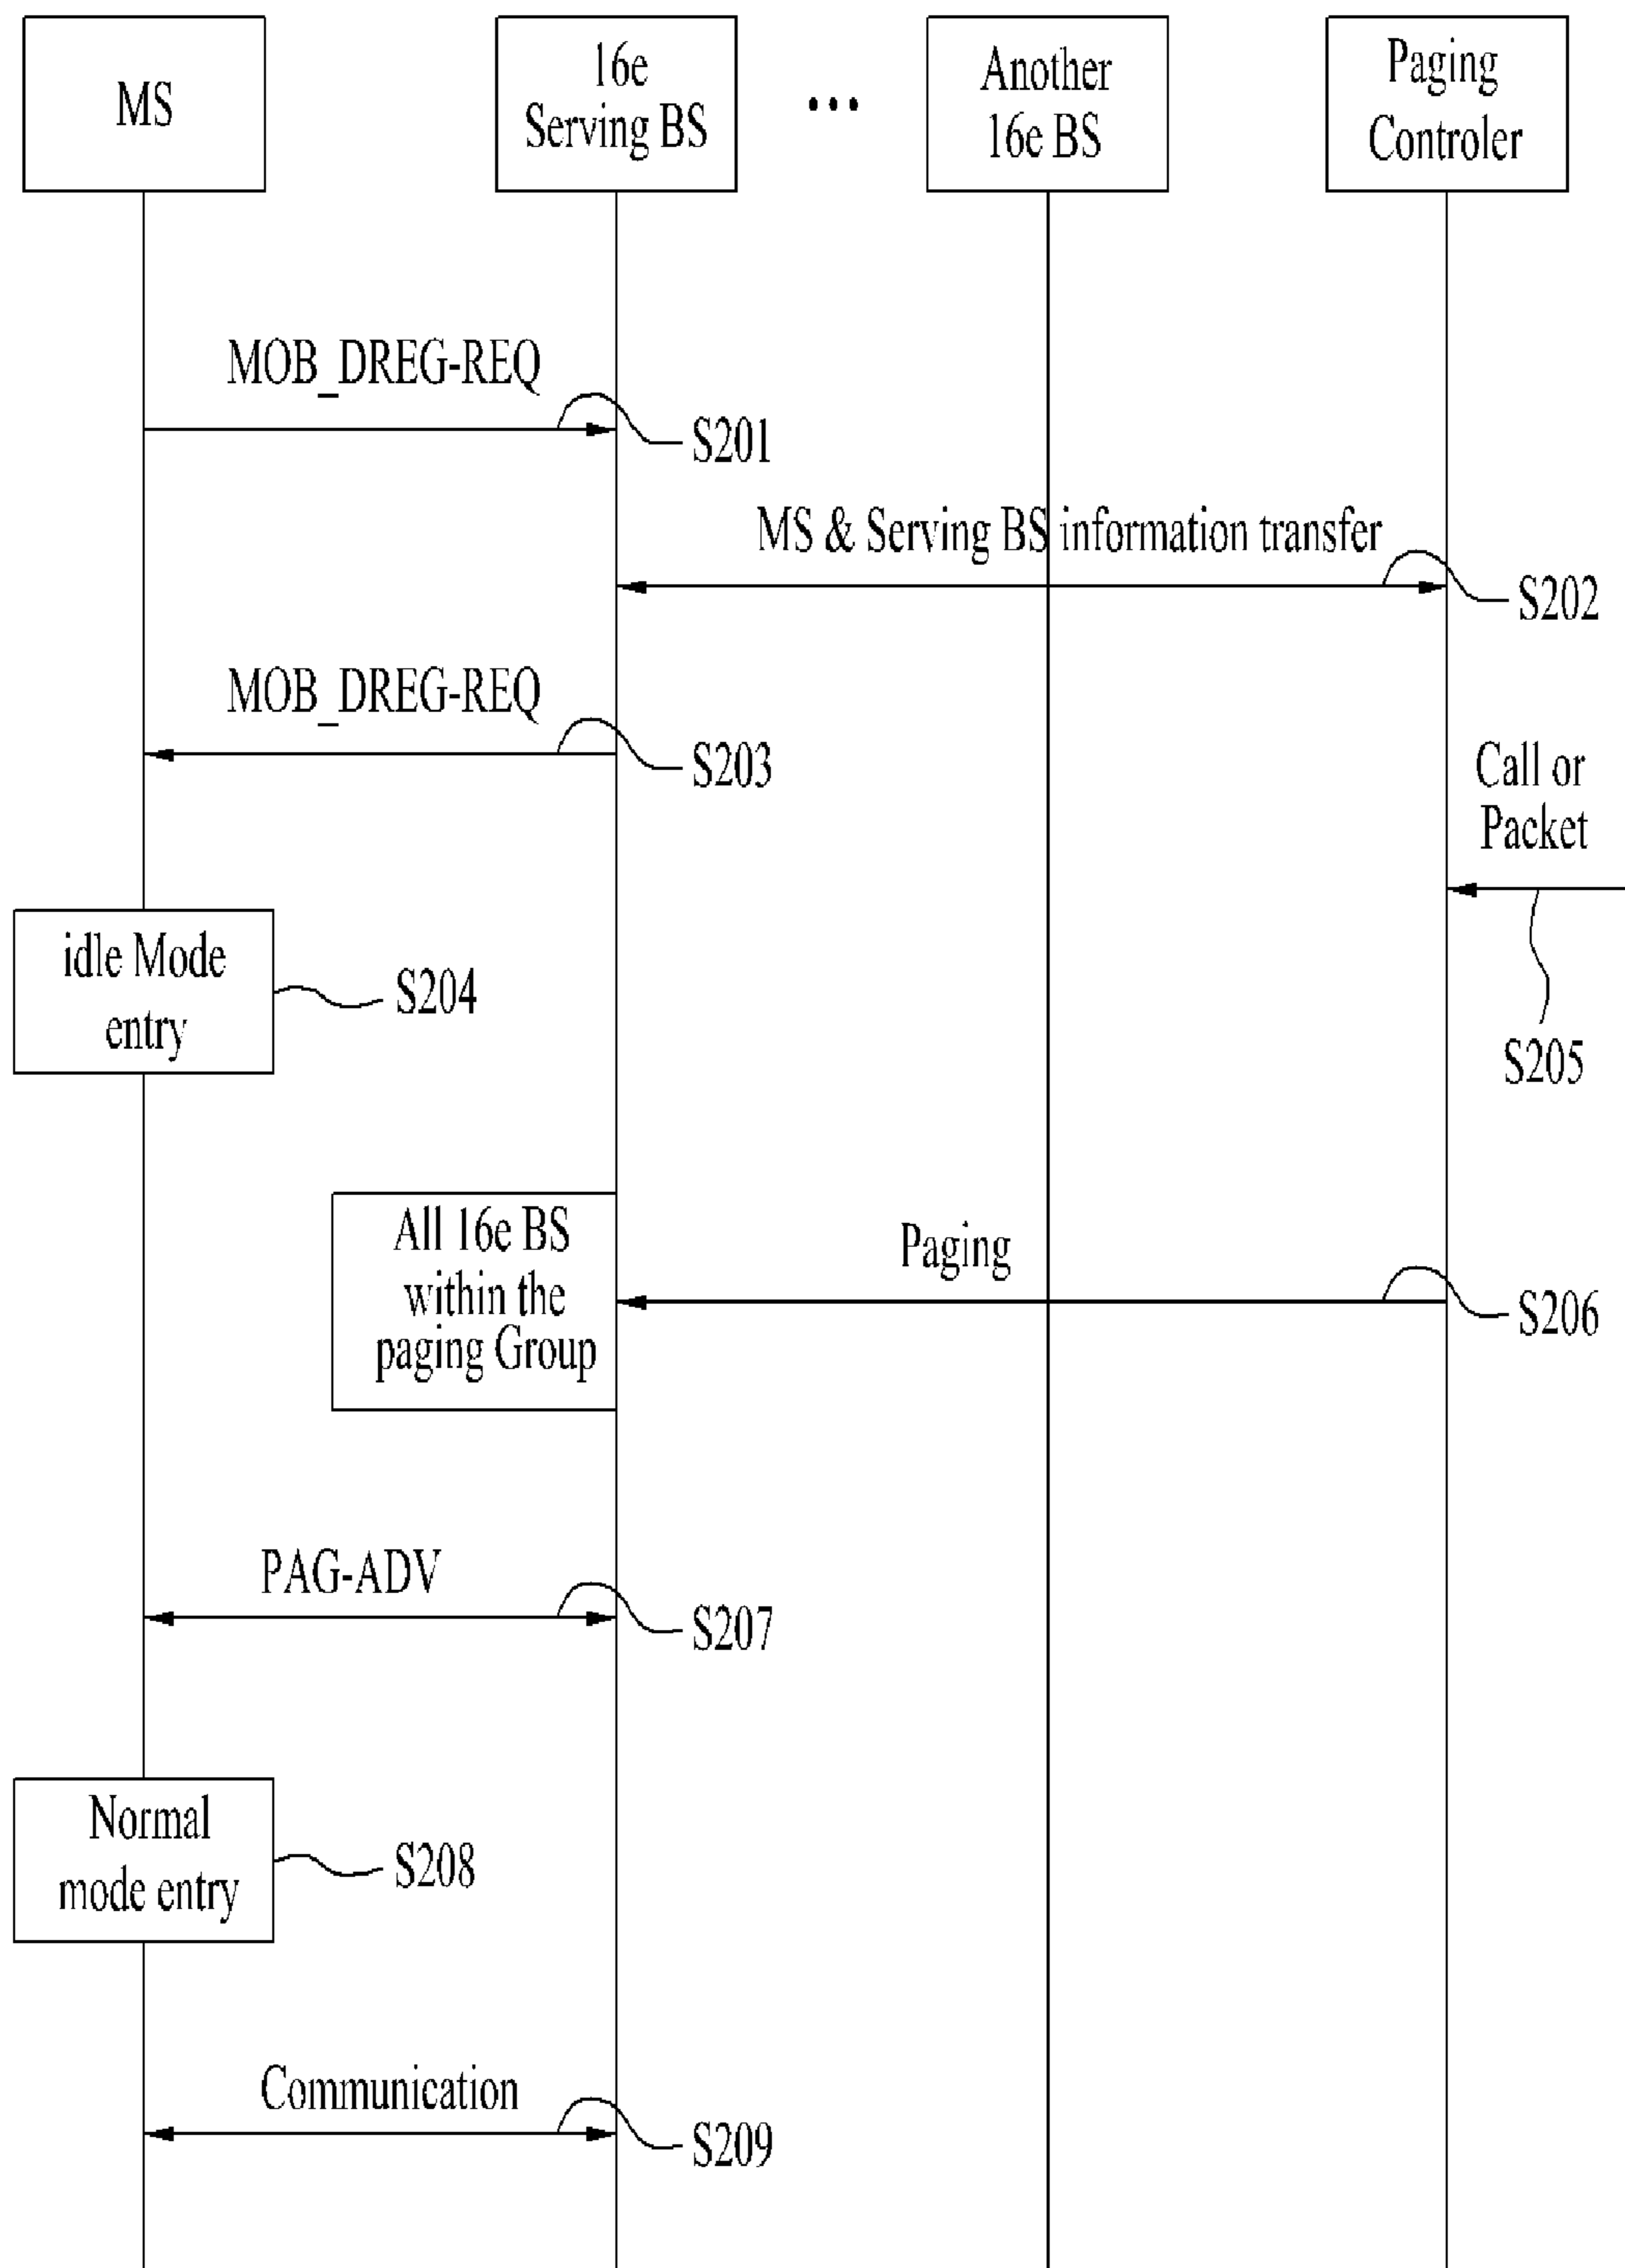 MS
16e
Serving BS
...
Another
16e BS
Paging
Controler
MOB_DREG-REQ
S201
MS & Serving BS information transfer
S202
MOB_DREG-REQ
S203
Call or
Packet
S205
idle Mode
entry
S204
All 16e BS
within the
paging Group
Paging
S206
PAG-ADV
S207
Normal
mode entry
S208
Communication
S209